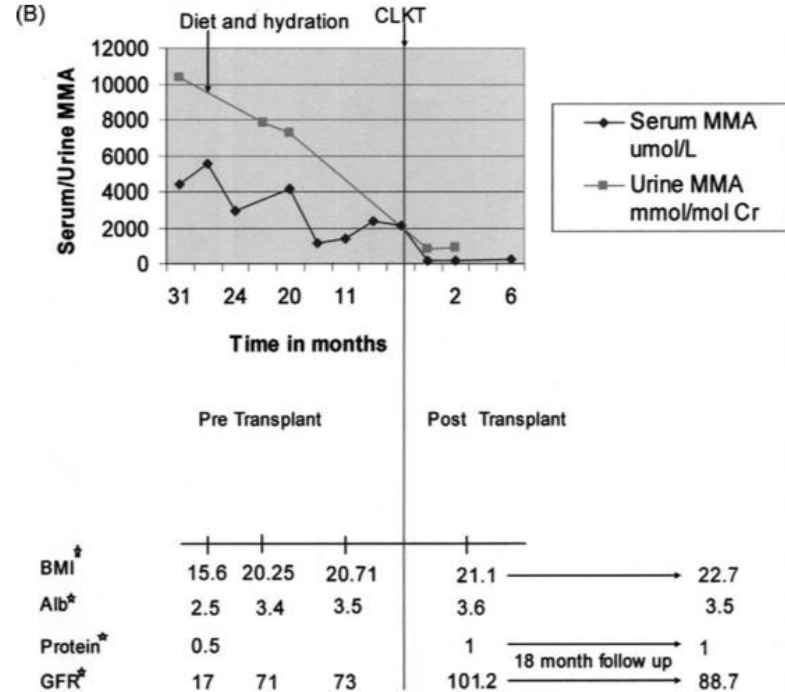 (B)
Diet and hydration
CLKT
12000
10000
8000
6000
4000
2000
0
Serum/Urine MMA
31 24 20 11 2 6
Time in months
Serum MMA
umol/L
Urine MMA
mmol/mol Cr
Pre Transplant Post Transplant
BMI‡ 15.6 20.25 20.71 21.1 22.7
Alb* 2.5 3.4 3.5 3.6 3.5
Protein* 0.5 1 1
18 month follow up
GFR* 17 71 73 101.2 88.7